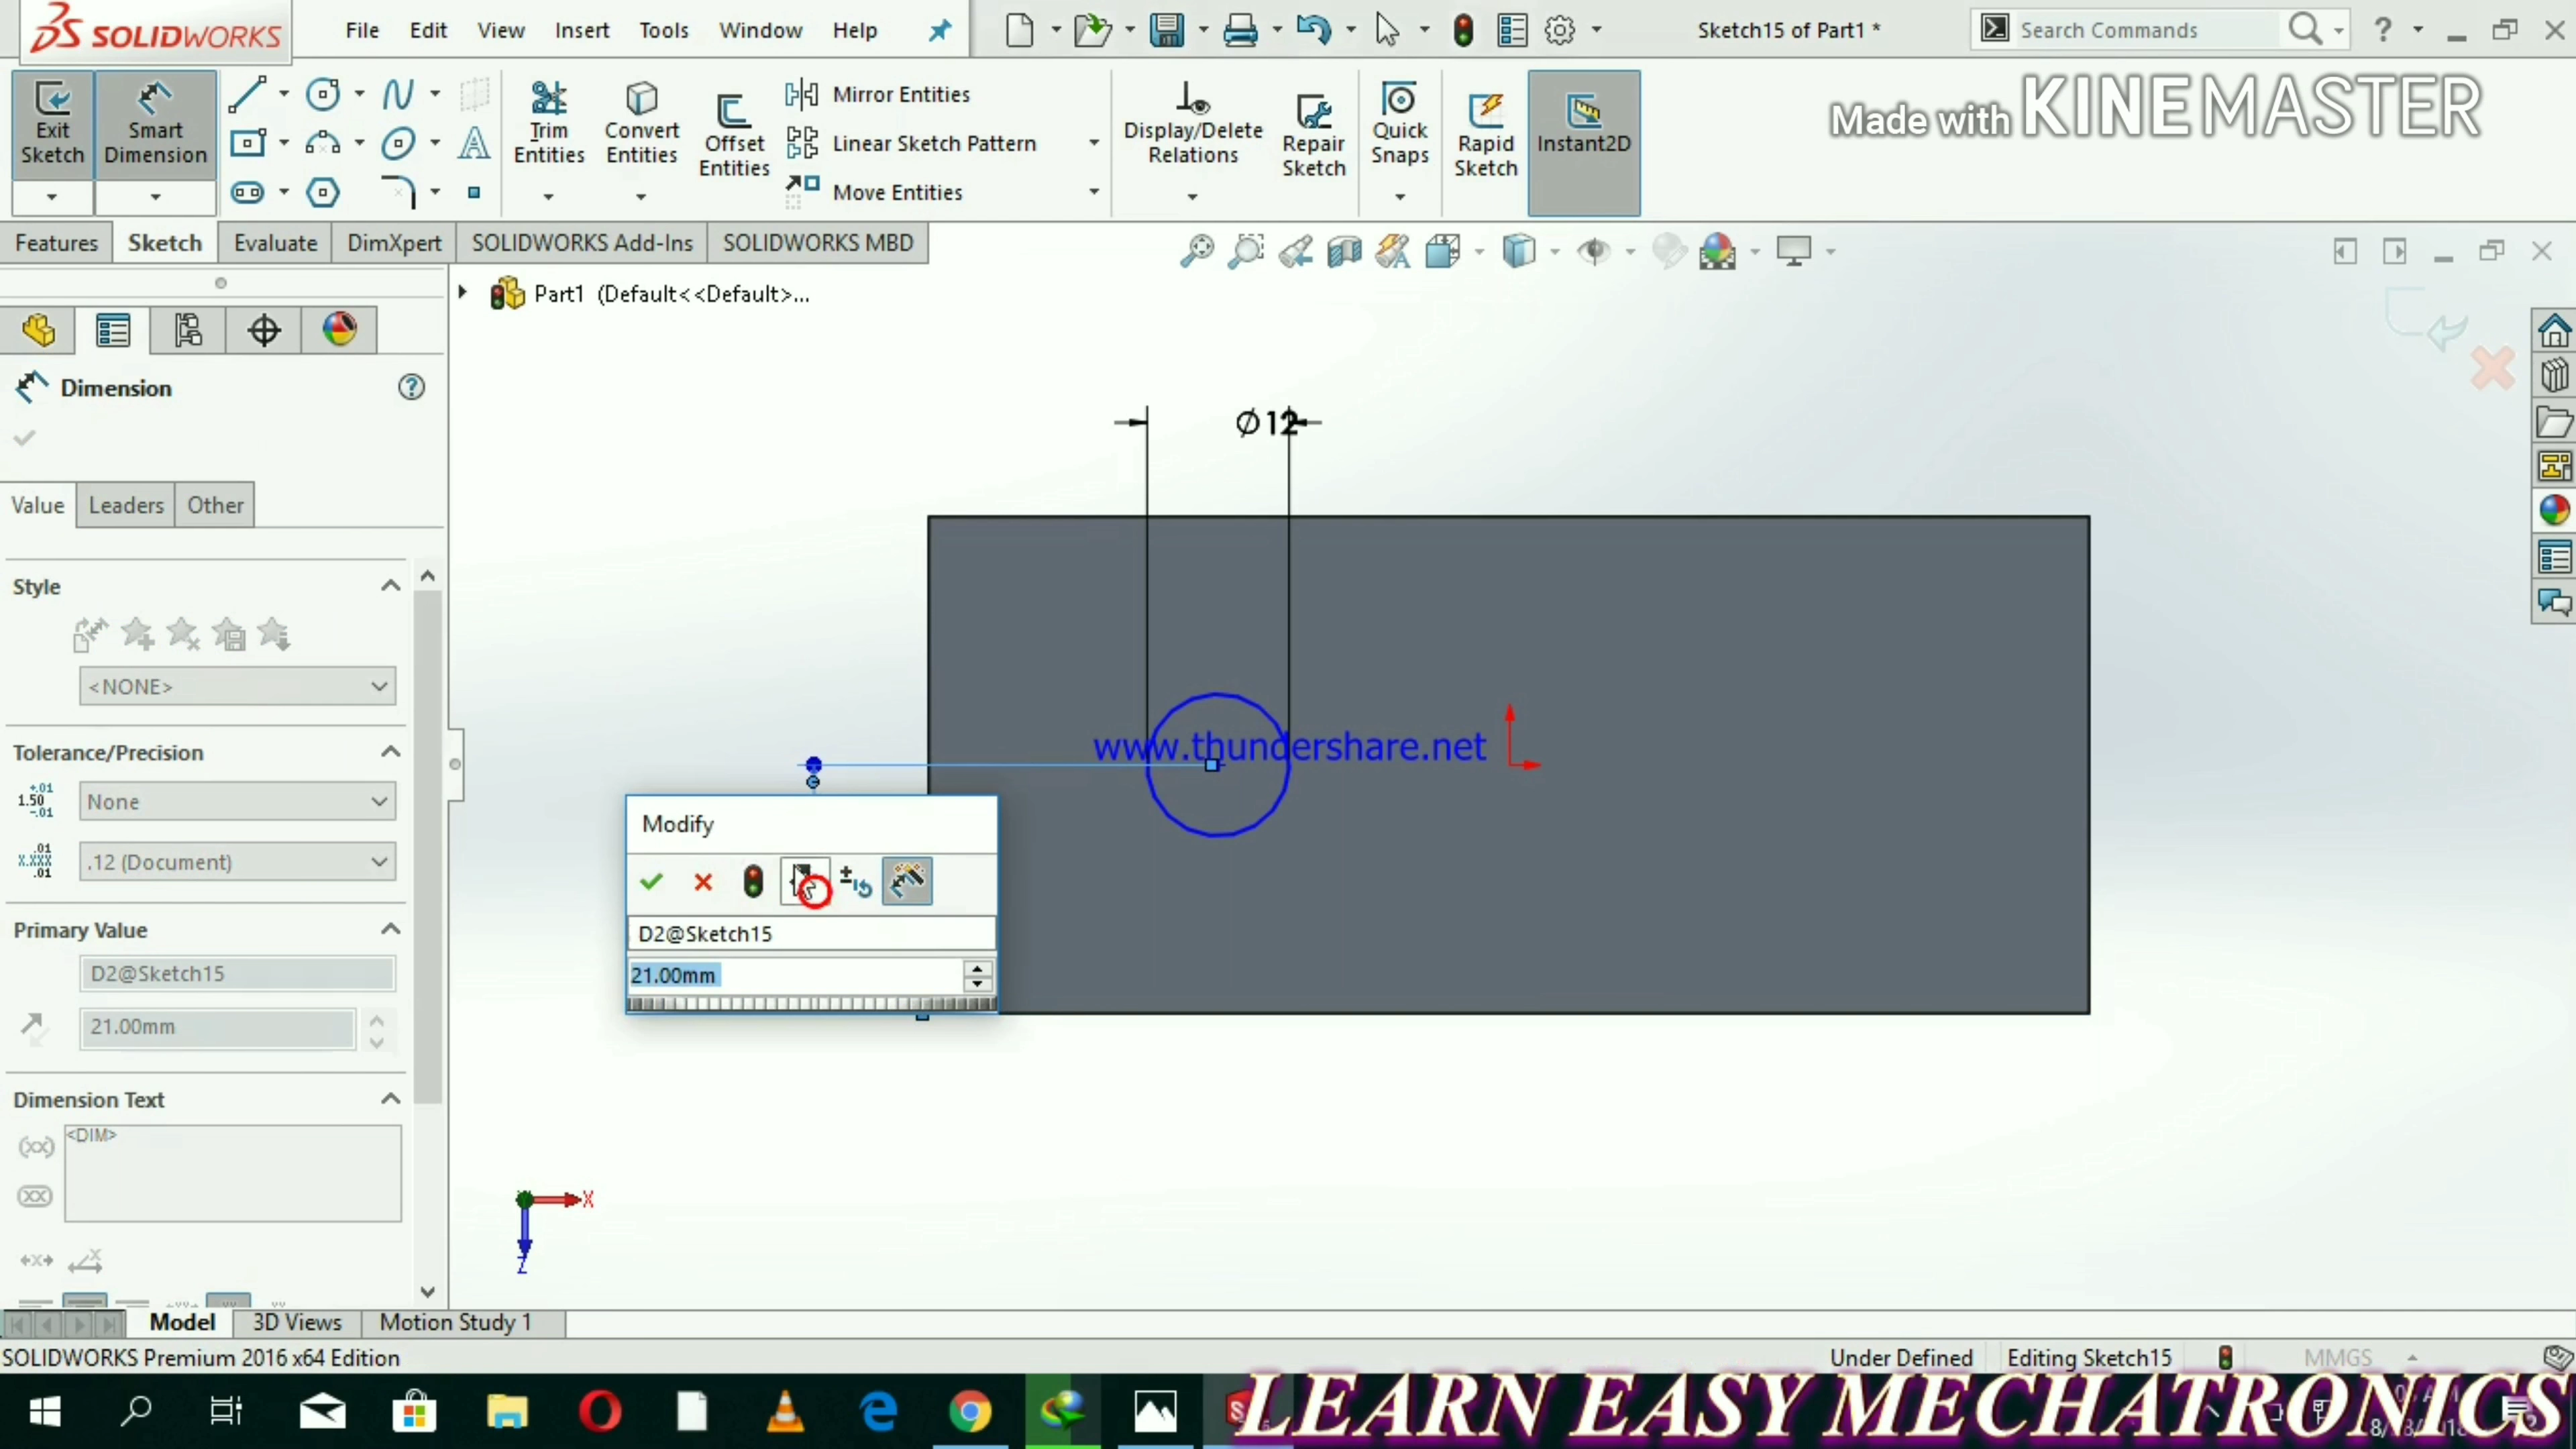 SOLIDWORKS
File Edit View Insert Tools Window Help
Sketch15 of Part1 *
Search Commands
?
Made with KINEMASTER
Exit Sketch
Smart Dimension
Trim Entities
Convert Entities
Offset Entities
Mirror Entities
Linear Sketch Pattern
Move Entities
Display/Delete Relations
Repair Sketch
Quick Snaps
Rapid Sketch
Instant2D
Features Sketch Evaluate DimXpert SOLIDWORKS Add-Ins SOLIDWORKS MBD
Part1 (Default<<Default>...
Dimension
Value Leaders Other
Style
<NONE>
Tolerance/Precision
None
.12 (Document)
Primary Value
D2@Sketch15
21.00mm
Dimension Text
<DIM>
∅12
www.thundershare.net
Modify
D2@Sketch15
21.00mm
X
Z
Model 3D Views Motion Study 1
SOLIDWORKS Premium 2016 x64 Edition
Under Defined Editing Sketch15 MMGS
LEARN EASY MECHATRONICS